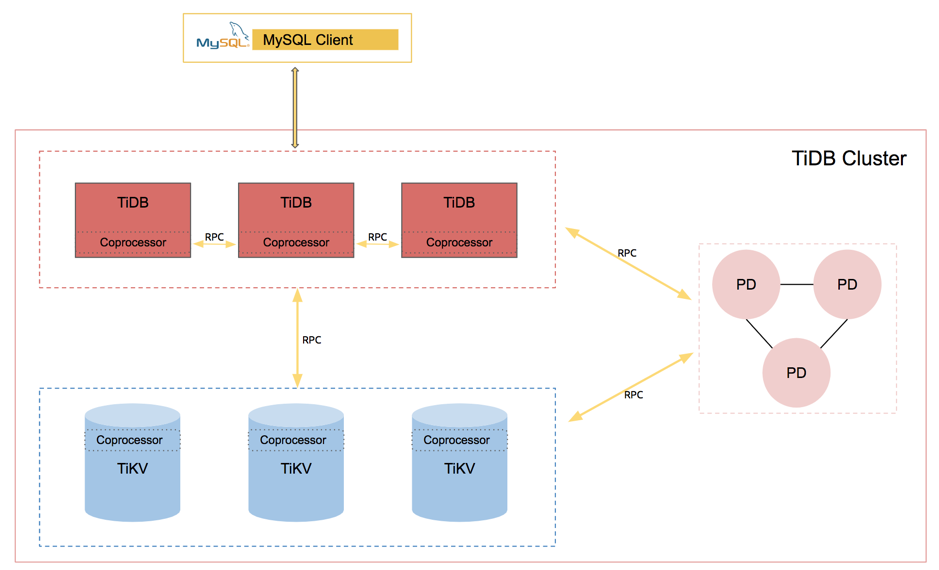 MySQL® MySQL Client
TiDB Cluster
TiDB TiDB TiDB
Coprocessor RPC Coprocessor RPC Coprocessor
RPC
PD PD
RPC
PD
RPC
Coprocessor Coprocessor Coprocessor
TiKV TiKV TiKV